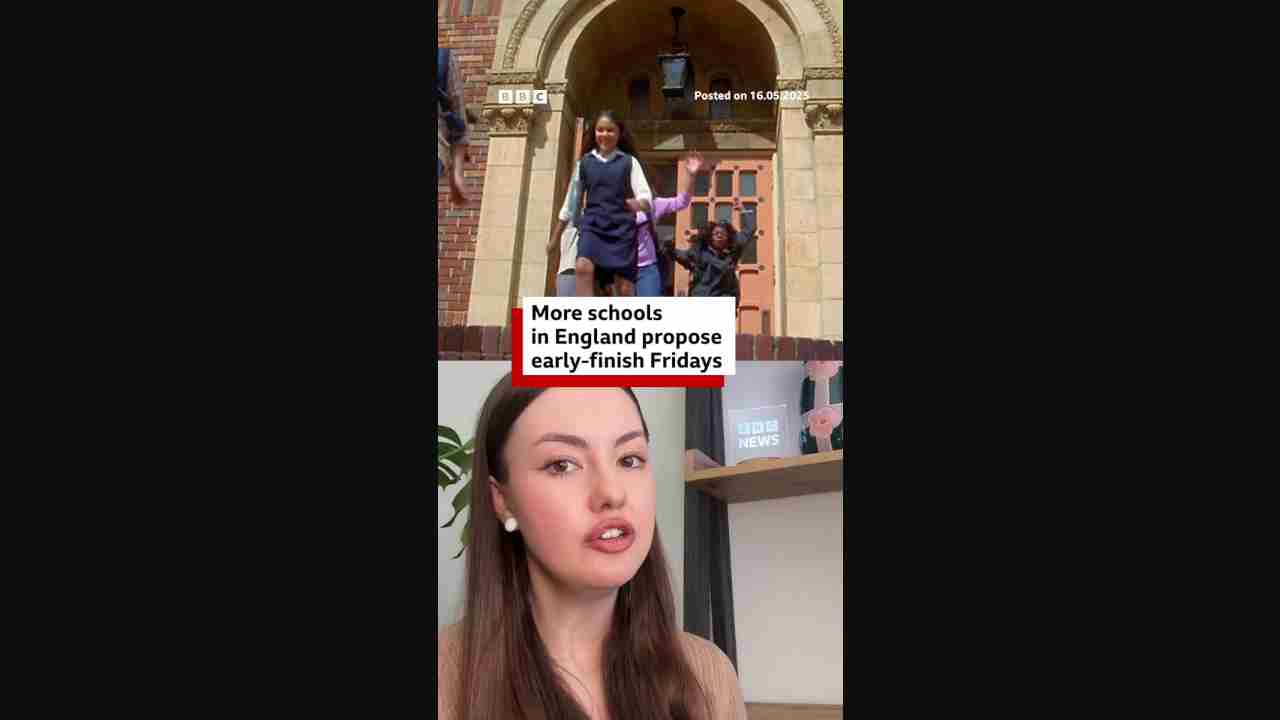 BBC
Posted on 16.05.2025
More schools
in England propose
early-finish Fridays
BBC
NEWS